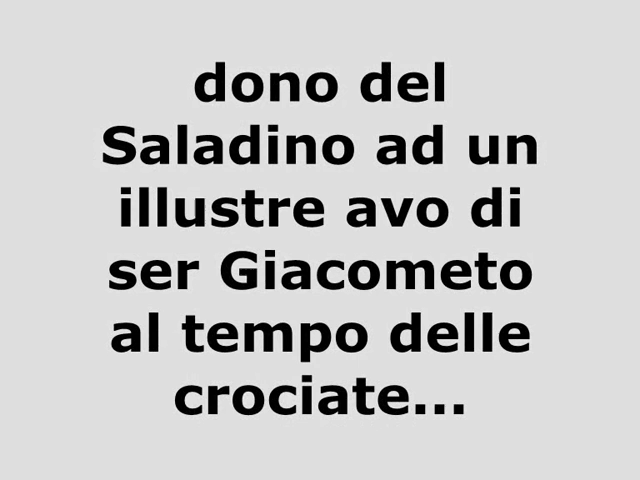 dono del
Saladino ad un
illustre avo di
ser Giacometo
al tempo delle
crociate...